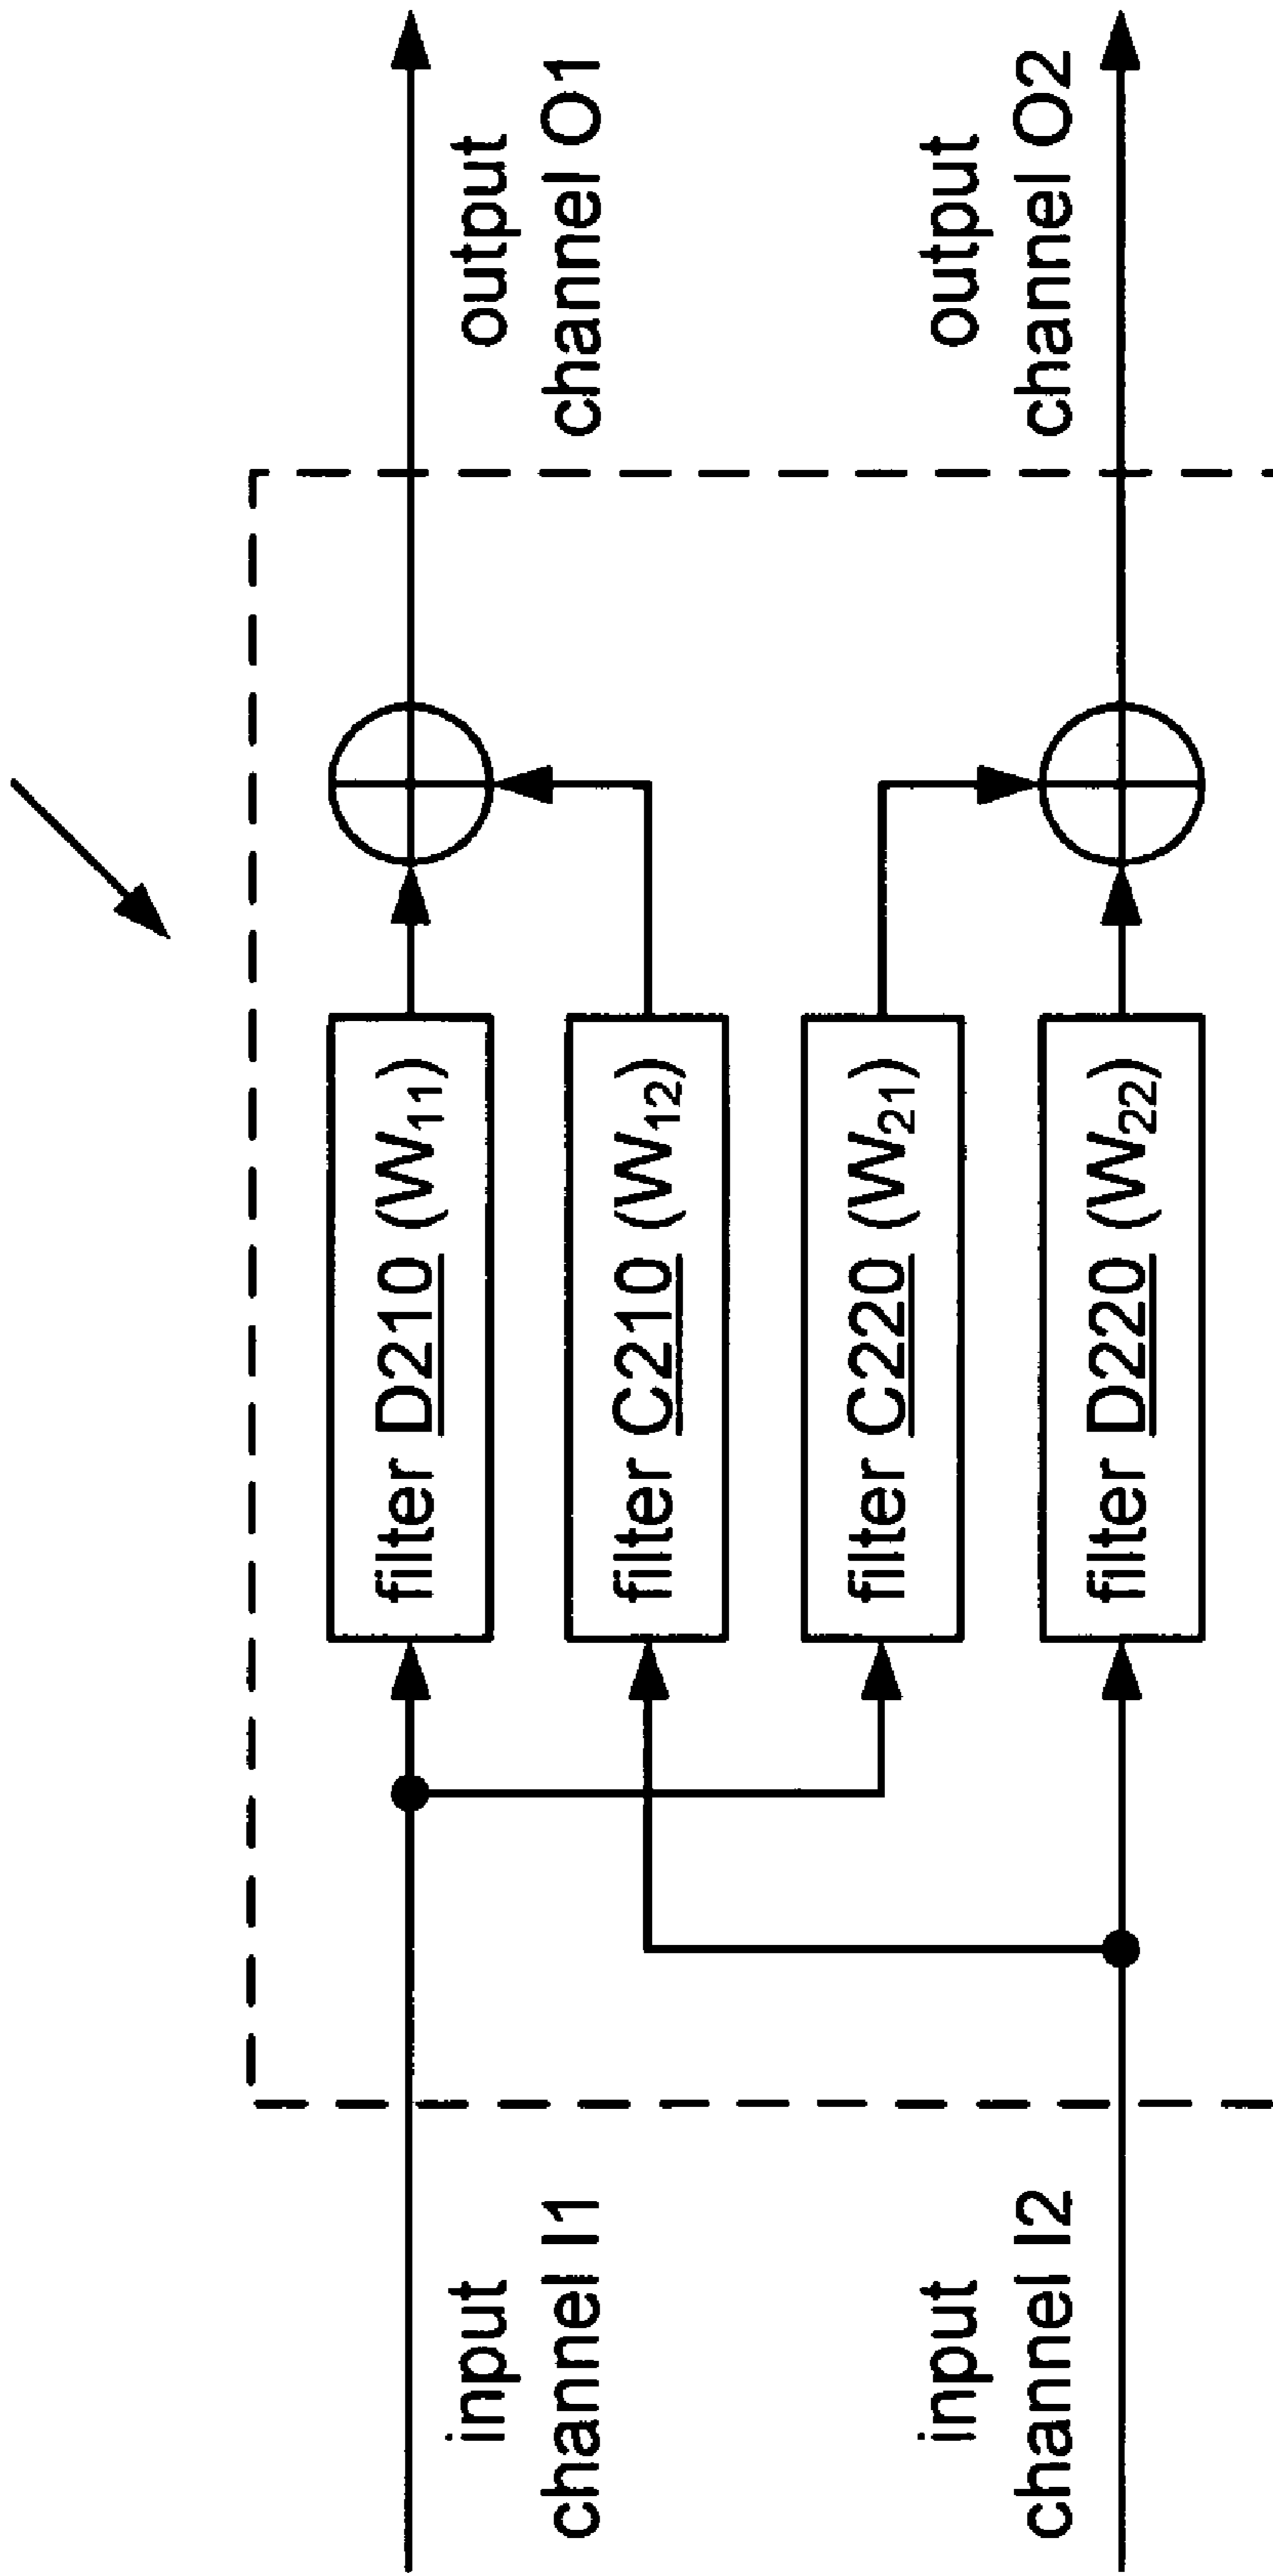 input
channel I1
input
channel I2
filter D210 (W₁₁)
filter C210 (W₁₂)
filter C220 (W₂₁)
filter D220 (W₂₂)
output
channel O1
output
channel O2